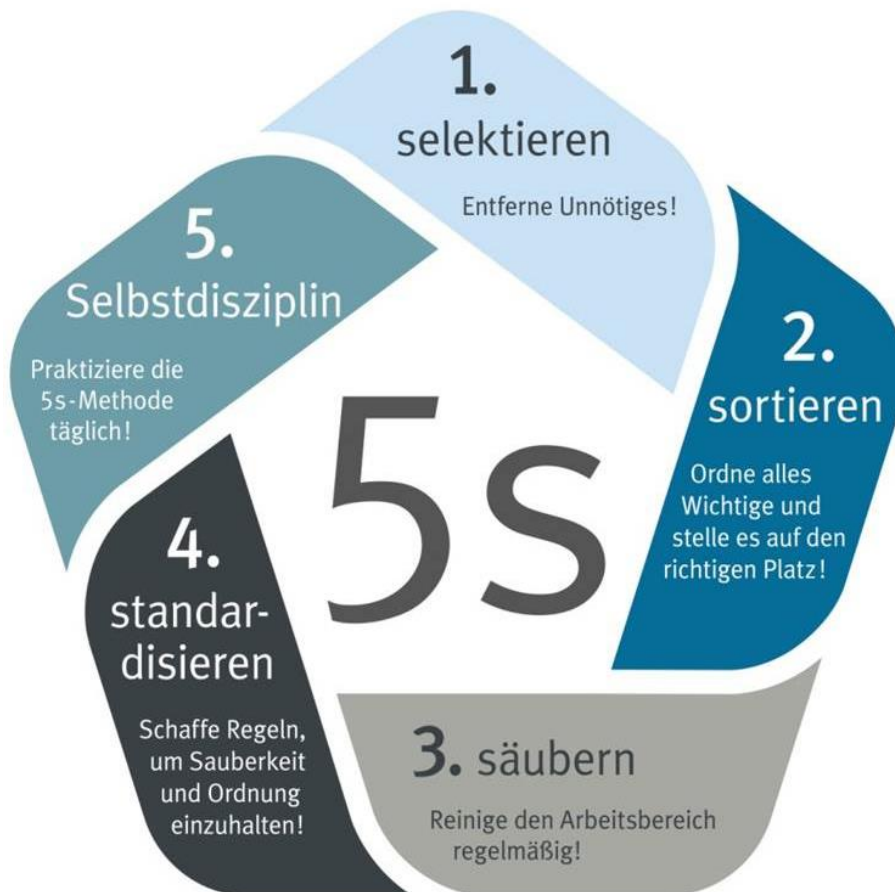 1.
selektieren
Entferne Unnötiges!
2.
sortieren
Ordne alles
Wichtige und
stelle es auf den
richtigen Platz!
3. säubern
Reinige den Arbeitsbereich
regelmäßig!
4.
standar-
disieren
Schaffe Regeln,
um Sauberkeit
und Ordnung
einzuhalten!
5.
Selbstdisziplin
Praktiziere die
5s-Methode
täglich!
5s